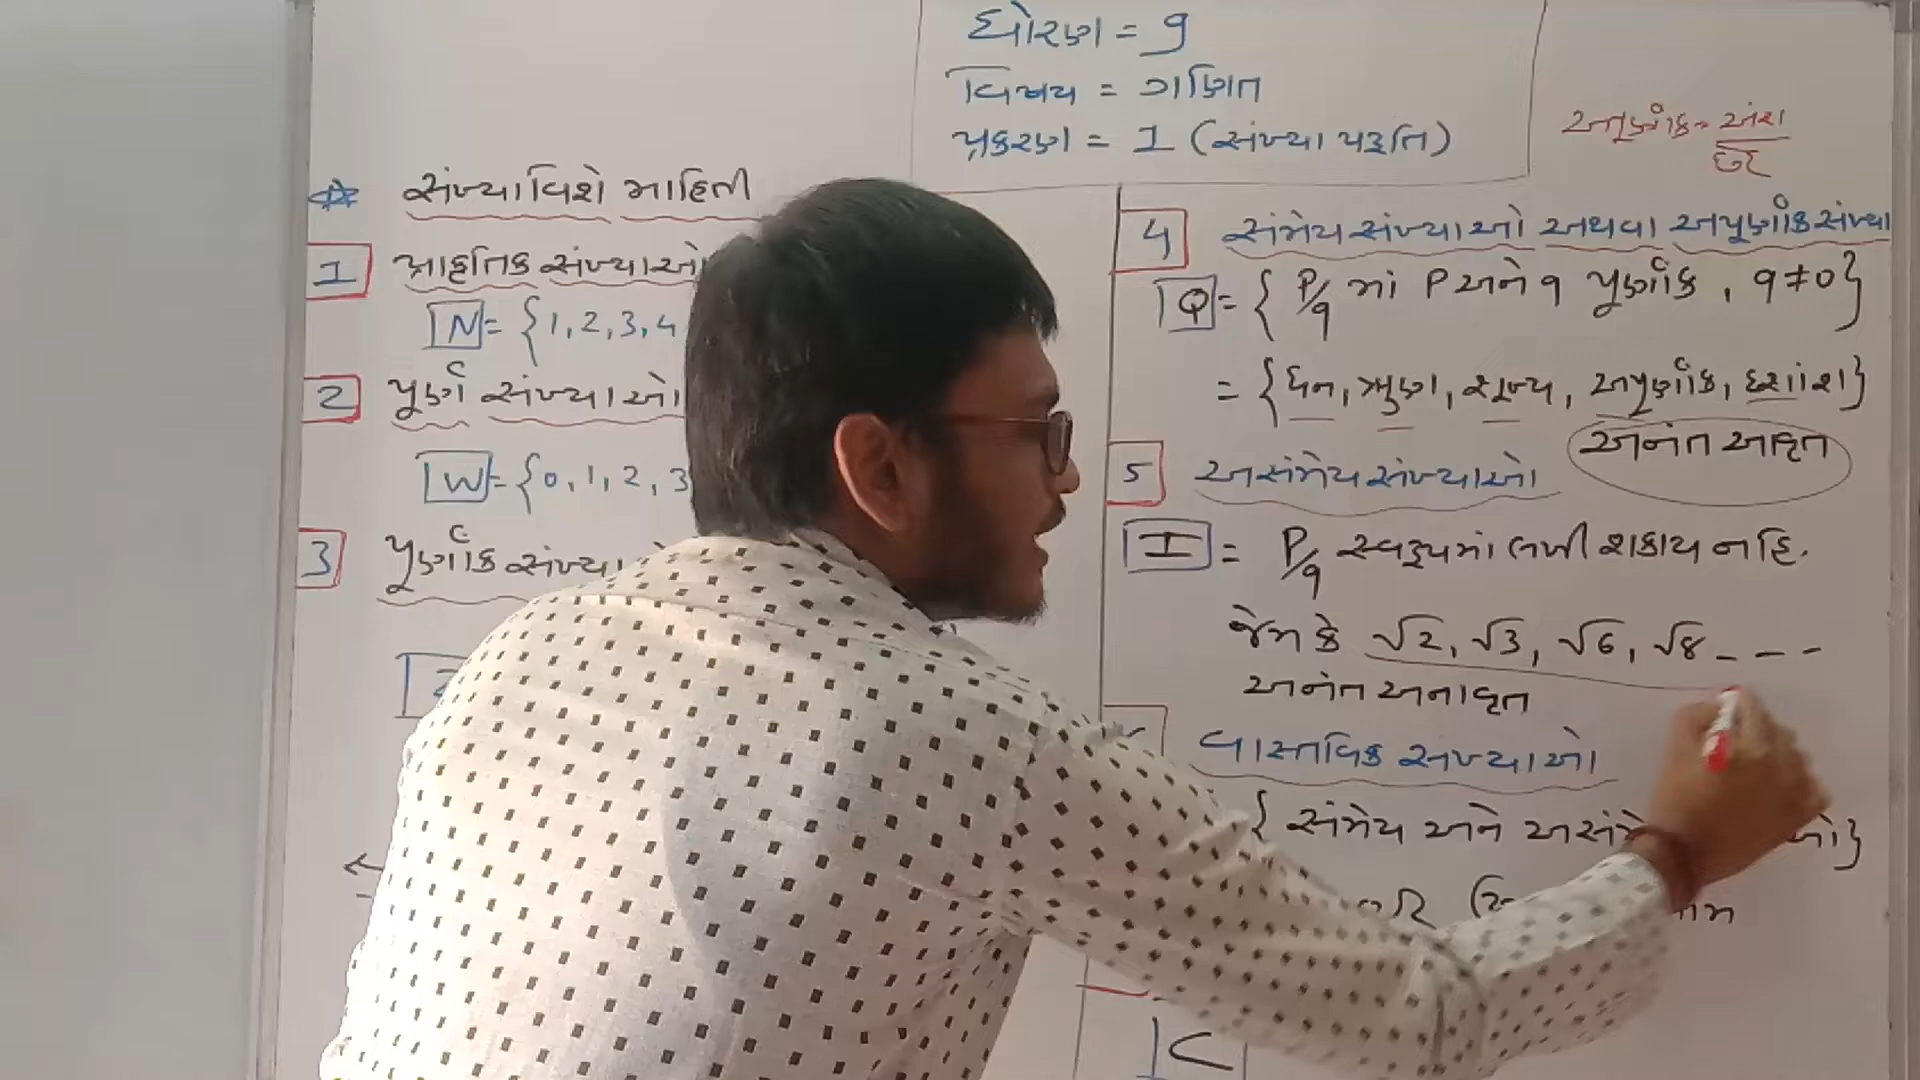 ધોરણ = 9
વિષય = ગણિત
પ્રકરણ = 1 (સંખ્યા પદ્ધતિ)
અપૂર્ણાંક = અંશ
છેદ
સંખ્યા વિશે માહિતી
1 પ્રાકૃતિક સંખ્યાઓ
N = {1, 2, 3, 4
2 પૂર્ણ સંખ્યાઓ
W = {0, 1, 2, 3
3 પૂર્ણાંક સંખ્યા
4 સંમેય સંખ્યાઓ અથવા અપૂર્ણાંક સંખ્યા
Q = { P/q માં P અને q પૂર્ણાંક, q ≠ 0}
= {ધન, ઋણ, શૂન્ય, અપૂર્ણાંક, દશાંશ}
અનંત આવૃત
5 અસંમેય સંખ્યાઓ
I = P/q સ્વરૂપમાં લખી શકાય નહિ.
જેમ કે √2, √3, √6, √8 - - -
અનંત અનાવૃત
વાસ્તવિક સંખ્યાઓ
{ સંમેય અને અસંમે ઓ}